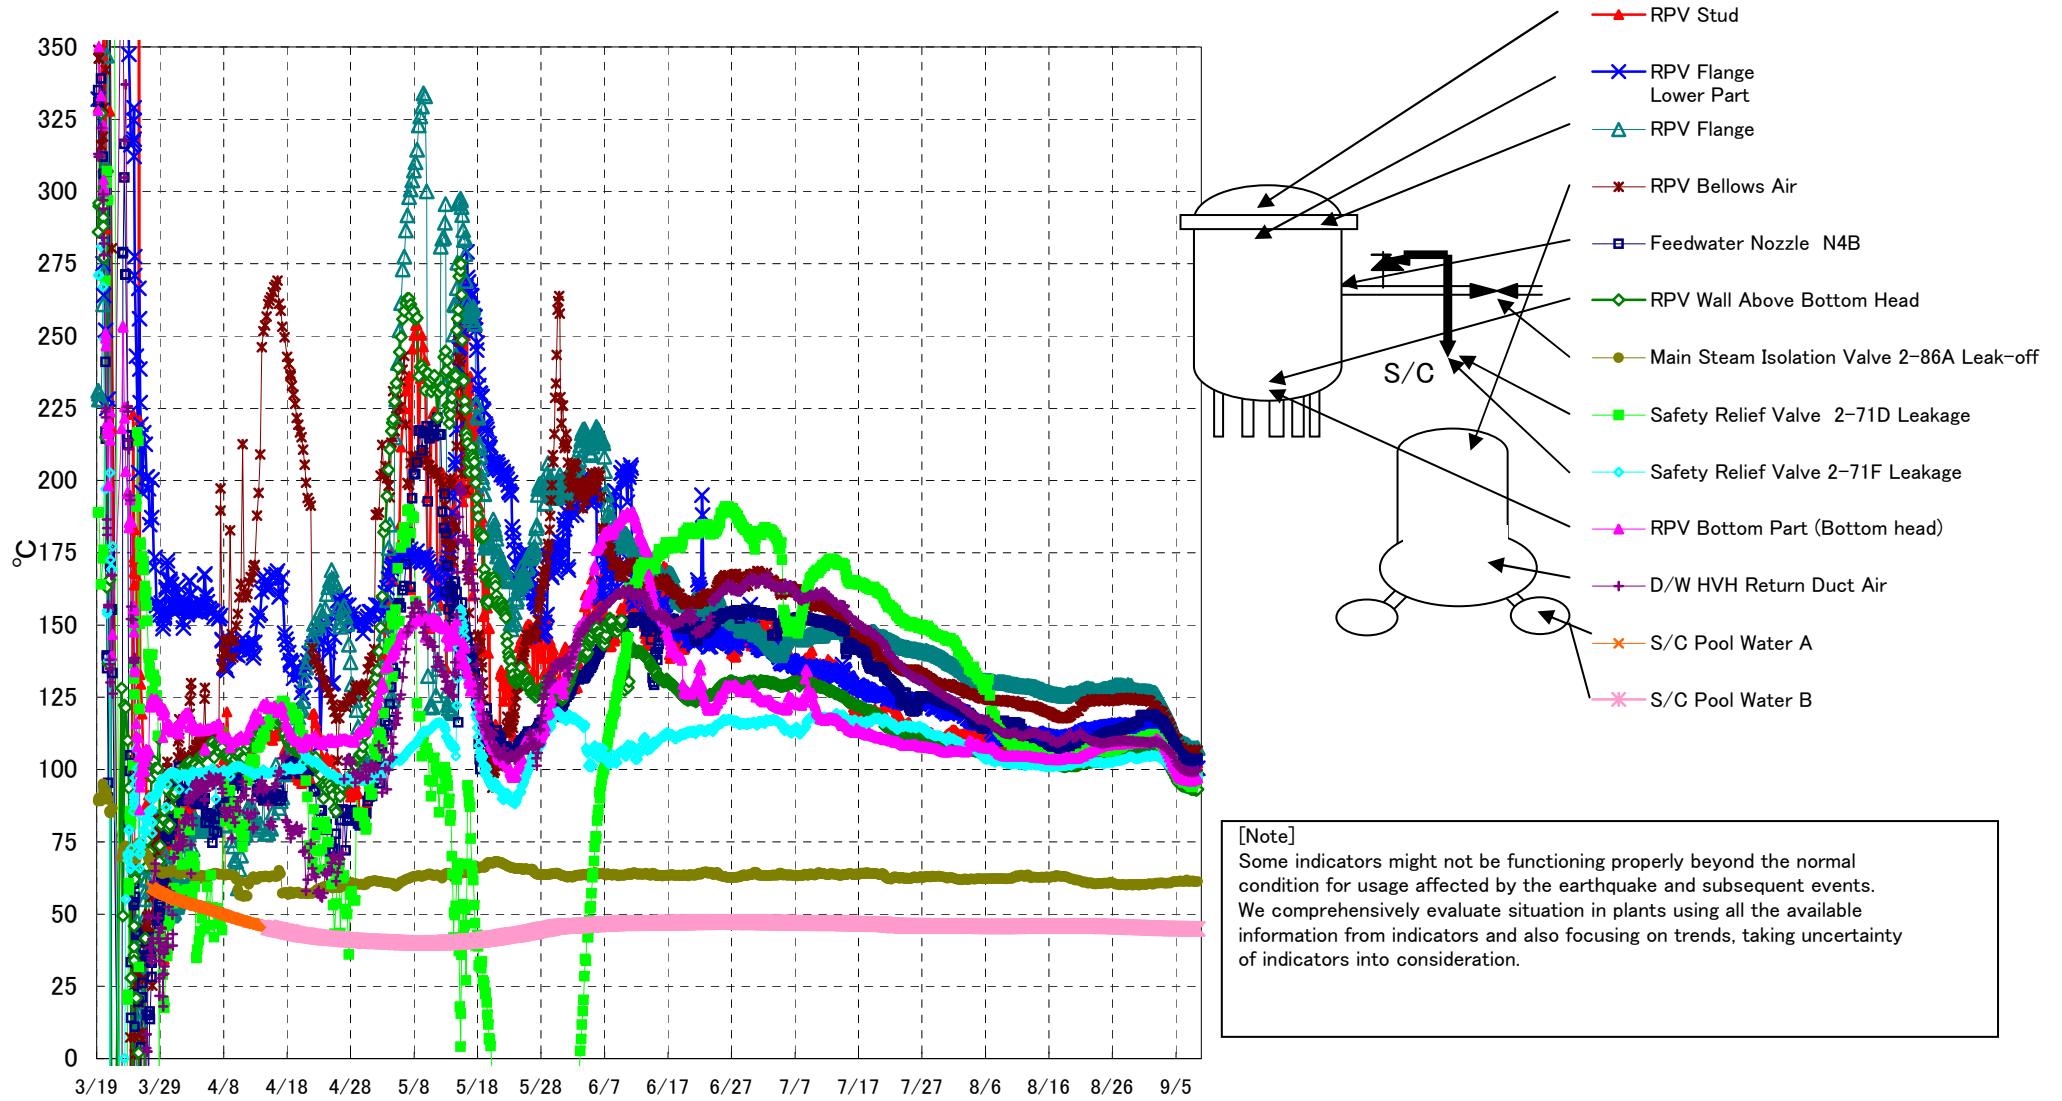 350
325
300
275
250
225
200
175
150
125
100
75
50
25
0
℃
3/19 3/29 4/8 4/18 4/28 5/8 5/18 5/28 6/7 6/17 6/27 7/7 7/17 7/27 8/6 8/16 8/26 9/5
RPV Stud
RPV Flange
Lower Part
RPV Flange
RPV Bellows Air
Feedwater Nozzle N4B
RPV Wall Above Bottom Head
Main Steam Isolation Valve 2-86A Leak-off
Safety Relief Valve 2-71D Leakage
Safety Relief Valve 2-71F Leakage
RPV Bottom Part (Bottom head)
D/W HVH Return Duct Air
S/C Pool Water A
S/C Pool Water B
S/C
[Note]
Some indicators might not be functioning properly beyond the normal
condition for usage affected by the earthquake and subsequent events.
We comprehensively evaluate situation in plants using all the available
information from indicators and also focusing on trends, taking uncertainty
of indicators into consideration.